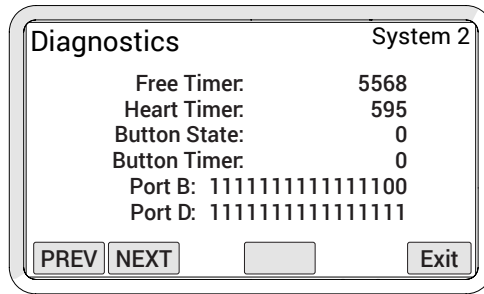 Diagnostics System 2
Free Timer: 5568
Heart Timer: 595
Button State: 0
Button Timer: 0
Port B: 1111111111111100
Port D: 1111111111111111
PREV NEXT Exit